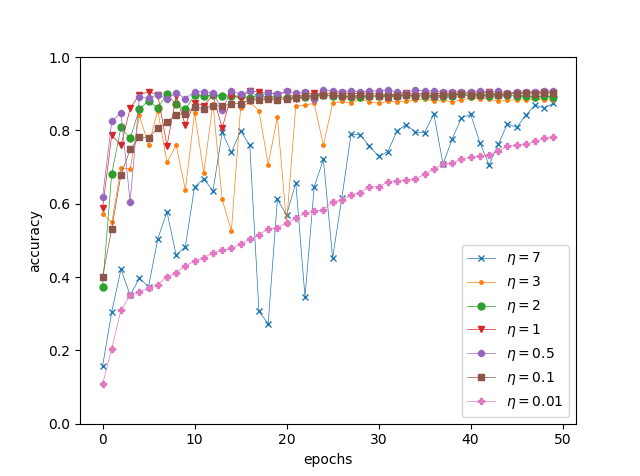 1.0
0.8
0.6
0.4
0.2
0.0
accuracy
0 10 20 30 40 50
epochs
η = 7
η = 3
η = 2
η = 1
η = 0.5
η = 0.1
η = 0.01